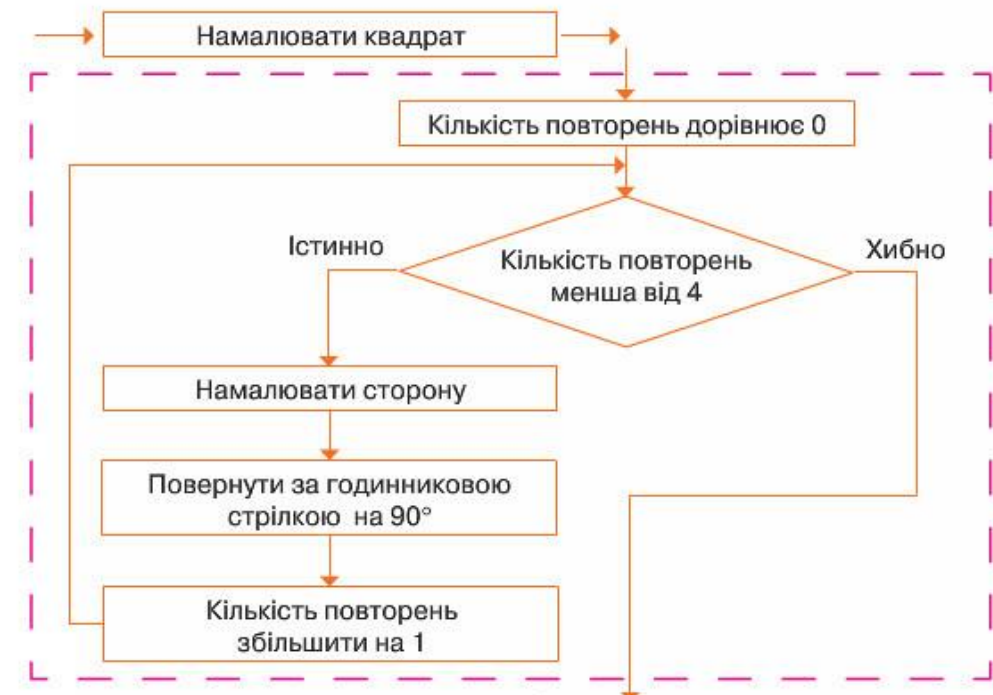 Намалювати квадрат
Кількість повторень дорівнює 0
Істинно
Кількість повторень
менша від 4
Хибно
Намалювати сторону
Повернути за годинниковою
стрілкою на 90°
Кількість повторень
збільшити на 1